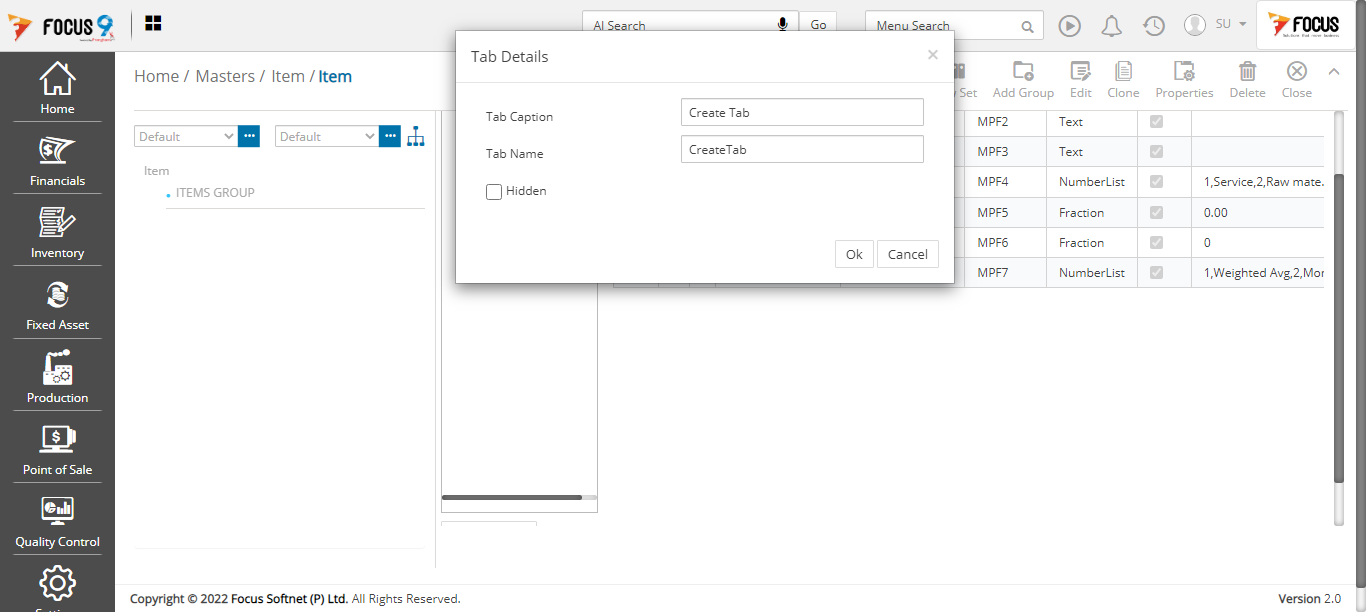 FOCUS 9
AI Search
Go
Menu Search
SU
FOCUS
Home
Financials
Inventory
Fixed Asset
Production
Point of Sale
Quality Control
Home / Masters / Item / Item
Set
Add Group
Edit
Clone
Properties
Delete
Close
Default
Default
Item
ITEMS GROUP
Tab Details
Tab Caption
Create Tab
Tab Name
CreateTab
Hidden
Ok
Cancel
MPF2 Text
MPF3 Text
MPF4 NumberList 1,Service,2,Raw mate.
MPF5 Fraction 0.00
MPF6 Fraction 0
MPF7 NumberList 1,Weighted Avg,2,Mor
Copyright © 2022 Focus Softnet (P) Ltd. All Rights Reserved.
Version 2.0